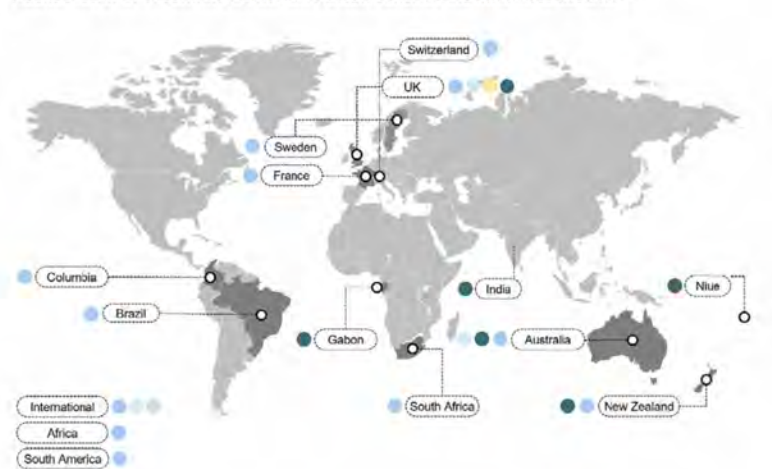 Switzerland
UK
Sweden
France
Columbia
India
Niue
Brazil
Gabon
Australia
International
South Africa
New Zealand
Africa
South America